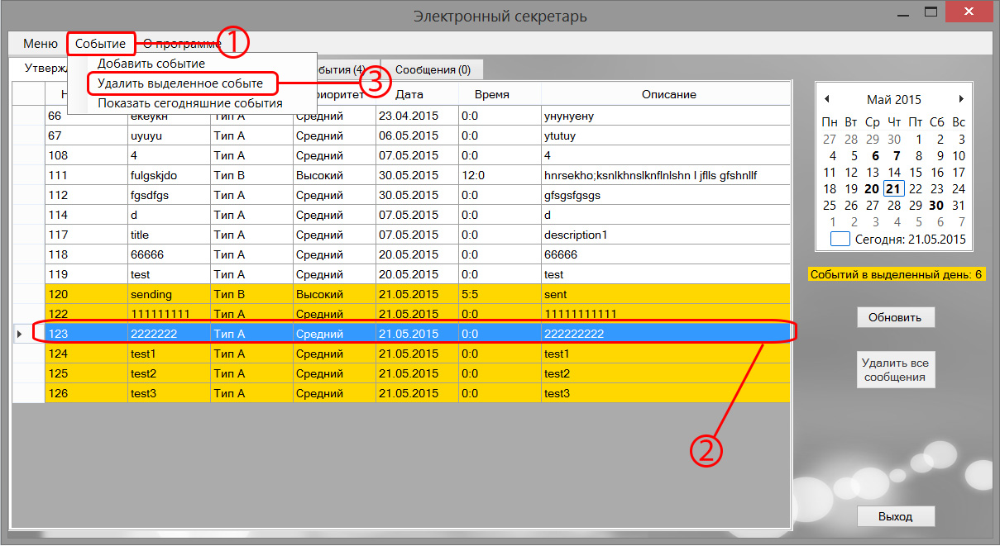 Электронный секретарь
Меню Событие О программе 1
Добавить событие
Удалить выделенное событе 3
Показать сегодняшние события
Сообщения (0)
Дата Время Описание
66 Тип A Средний 23.04.2015 0:0 унунуену
67 uyuyu Тип A Средний 06.05.2015 0:0 ytutuy
108 4 Тип A Средний 07.05.2015 0:0 4
111 fulgskjdo Тип B Высокий 30.05.2015 12:0 hnrsekho;ksnlkhnslknflnlshn l jflls gfshnllf
112 fgsdfgs Тип A Средний 30.05.2015 0:0 gfsgsfgsgs
114 d Тип A Средний 07.05.2015 0:0 d
117 title Тип A Средний 07.05.2015 0:0 description1
118 66666 Тип A Средний 20.05.2015 0:0 66666
119 test Тип A Средний 20.05.2015 0:0 test
120 sending Тип B Высокий 21.05.2015 5:5 sent
122 111111111 Тип A Средний 21.05.2015 0:0 11111111111
123 2222222 Тип A Средний 21.05.2015 0:0 222222222
124 test1 Тип A Средний 21.05.2015 0:0 test1
125 test2 Тип A Средний 21.05.2015 0:0 test2
126 test3 Тип A Средний 21.05.2015 0:0 test3
2
Май 2015
Пн Вт Ср Чт Пт Сб Вс
27 28 29 30 1 2 3
4 5 6 7 8 9 10
11 12 13 14 15 16 17
18 19 20 21 22 23 24
25 26 27 28 29 30 31
1 2 3 4 5 6 7
Сегодня: 21.05.2015
Событий в выделенный день: 6
Обновить
Удалить все
сообщения
Выход